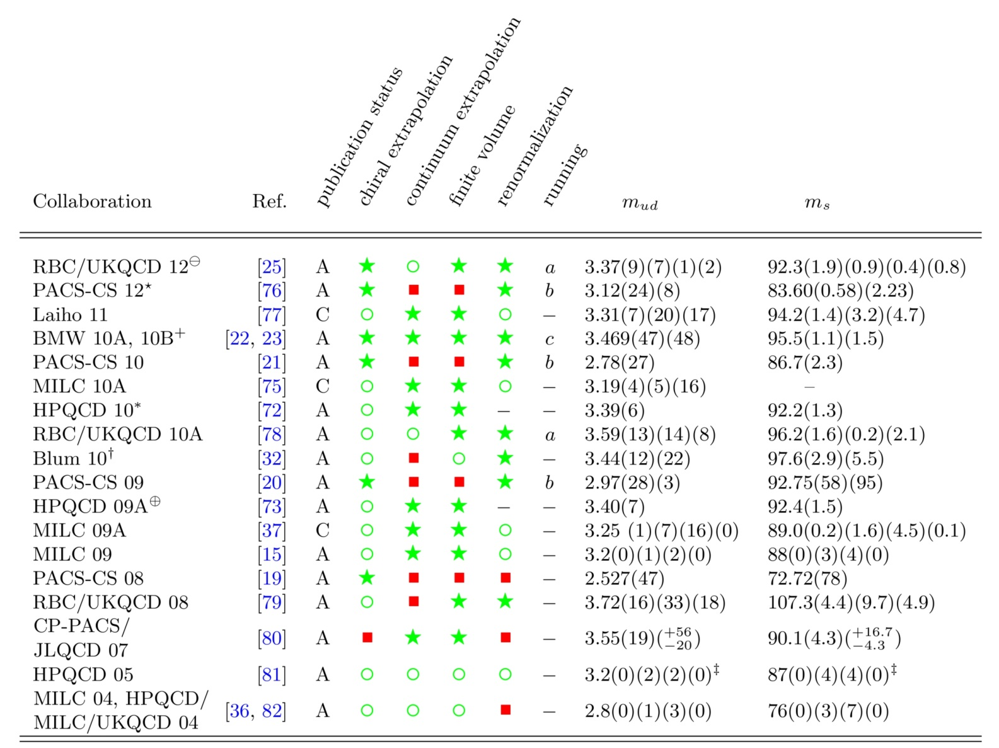 publication status
chiral extrapolation
continuum extrapolation
finite volume
renormalization
running
Collaboration Ref. m_ud m_s
RBC/UKQCD 12⊖ [25] A ★ ○ ★ ★ a 3.37(9)(7)(1)(2) 92.3(1.9)(0.9)(0.4)(0.8)
PACS-CS 12⋆ [76] A ★ ■ ■ ★ b 3.12(24)(8) 83.60(0.58)(2.23)
Laiho 11 [77] C ○ ★ ★ ○ − 3.31(7)(20)(17) 94.2(1.4)(3.2)(4.7)
BMW 10A, 10B⁺ [22, 23] A ★ ★ ★ ★ c 3.469(47)(48) 95.5(1.1)(1.5)
PACS-CS 10 [21] A ★ ■ ■ ★ b 2.78(27) 86.7(2.3)
MILC 10A [75] C ○ ★ ★ ○ − 3.19(4)(5)(16) –
HPQCD 10* [72] A ○ ★ ★ − − 3.39(6) 92.2(1.3)
RBC/UKQCD 10A [78] A ○ ○ ★ ★ a 3.59(13)(14)(8) 96.2(1.6)(0.2)(2.1)
Blum 10† [32] A ○ ■ ○ ★ − 3.44(12)(22) 97.6(2.9)(5.5)
PACS-CS 09 [20] A ★ ■ ■ ★ b 2.97(28)(3) 92.75(58)(95)
HPQCD 09A⊕ [73] A ○ ★ ★ − − 3.40(7) 92.4(1.5)
MILC 09A [37] C ○ ★ ★ ○ − 3.25 (1)(7)(16)(0) 89.0(0.2)(1.6)(4.5)(0.1)
MILC 09 [15] A ○ ★ ★ ○ − 3.2(0)(1)(2)(0) 88(0)(3)(4)(0)
PACS-CS 08 [19] A ★ ■ ■ ■ − 2.527(47) 72.72(78)
RBC/UKQCD 08 [79] A ○ ■ ★ ★ − 3.72(16)(33)(18) 107.3(4.4)(9.7)(4.9)
CP-PACS/
JLQCD 07 [80] A ■ ★ ★ ■ − 3.55(19)(+56 −20) 90.1(4.3)(+16.7 −4.3)
HPQCD 05 [81] A ○ ○ ○ ○ − 3.2(0)(2)(2)(0)‡ 87(0)(4)(4)(0)‡
MILC 04, HPQCD/
MILC/UKQCD 04 [36, 82] A ○ ○ ○ ■ − 2.8(0)(1)(3)(0) 76(0)(3)(7)(0)